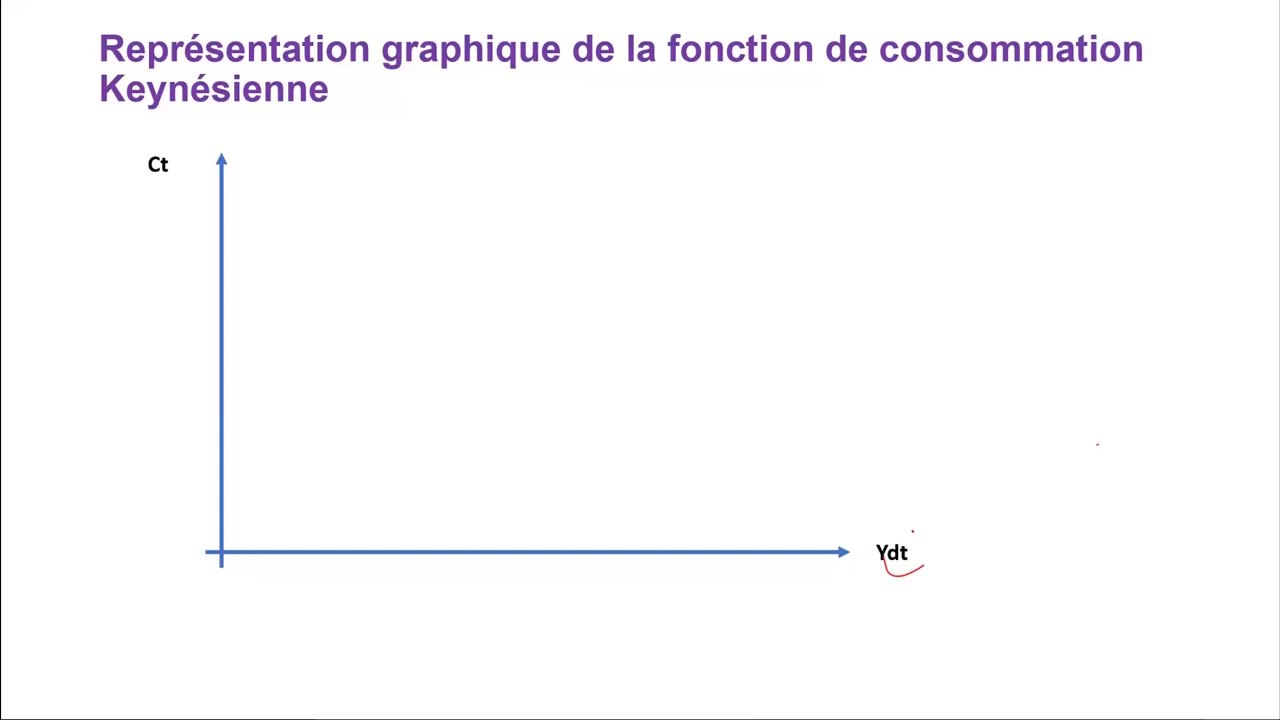 Représentation graphique de la fonction de consommation
Keynésienne
Ct
Ydt